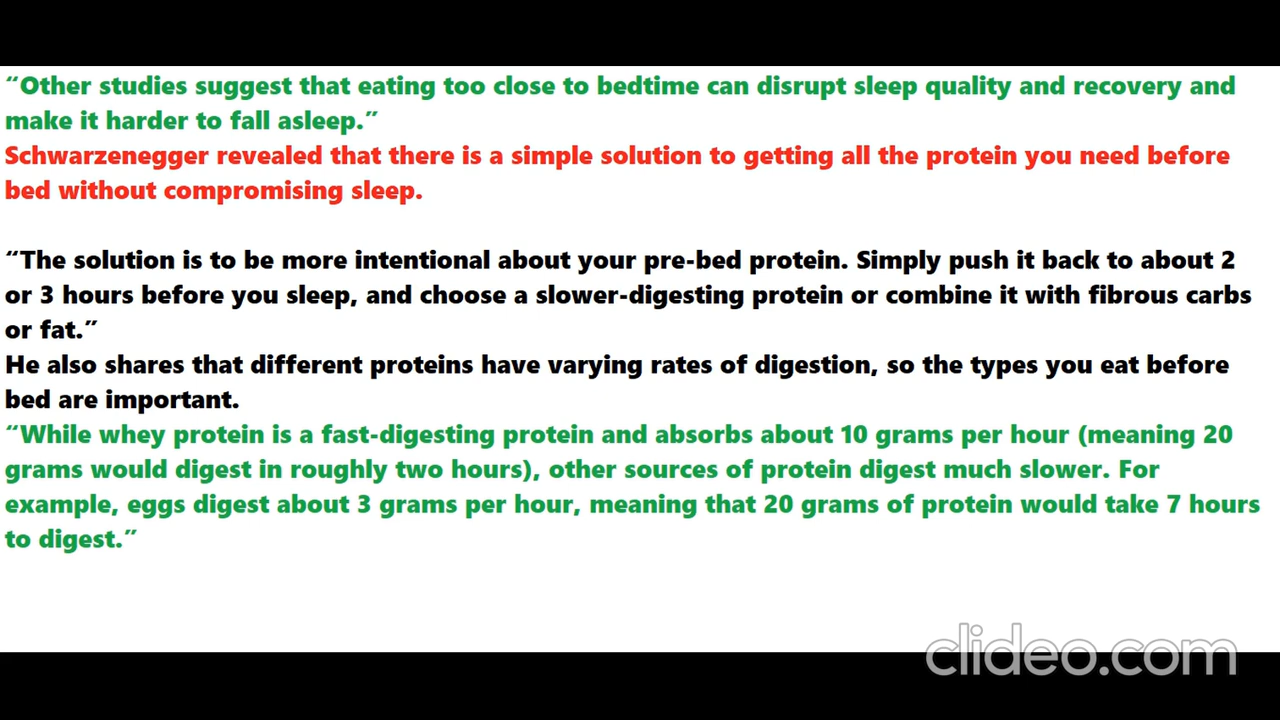 “Other studies suggest that eating too close to bedtime can disrupt sleep quality and recovery and
make it harder to fall asleep.”
Schwarzenegger revealed that there is a simple solution to getting all the protein you need before
bed without compromising sleep.
“The solution is to be more intentional about your pre-bed protein. Simply push it back to about 2
or 3 hours before you sleep, and choose a slower-digesting protein or combine it with fibrous carbs
or fat.”
He also shares that different proteins have varying rates of digestion, so the types you eat before
bed are important.
“While whey protein is a fast-digesting protein and absorbs about 10 grams per hour (meaning 20
grams would digest in roughly two hours), other sources of protein digest much slower. For
example, eggs digest about 3 grams per hour, meaning that 20 grams of protein would take 7 hours
to digest.”
clideo.com